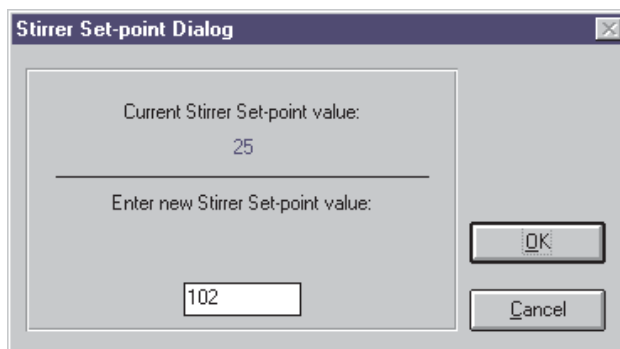 Stirrer Set-point Dialog
Current Stirrer Set-point value:
25
Enter new Stirrer Set-point value:
OK
102
Cancel